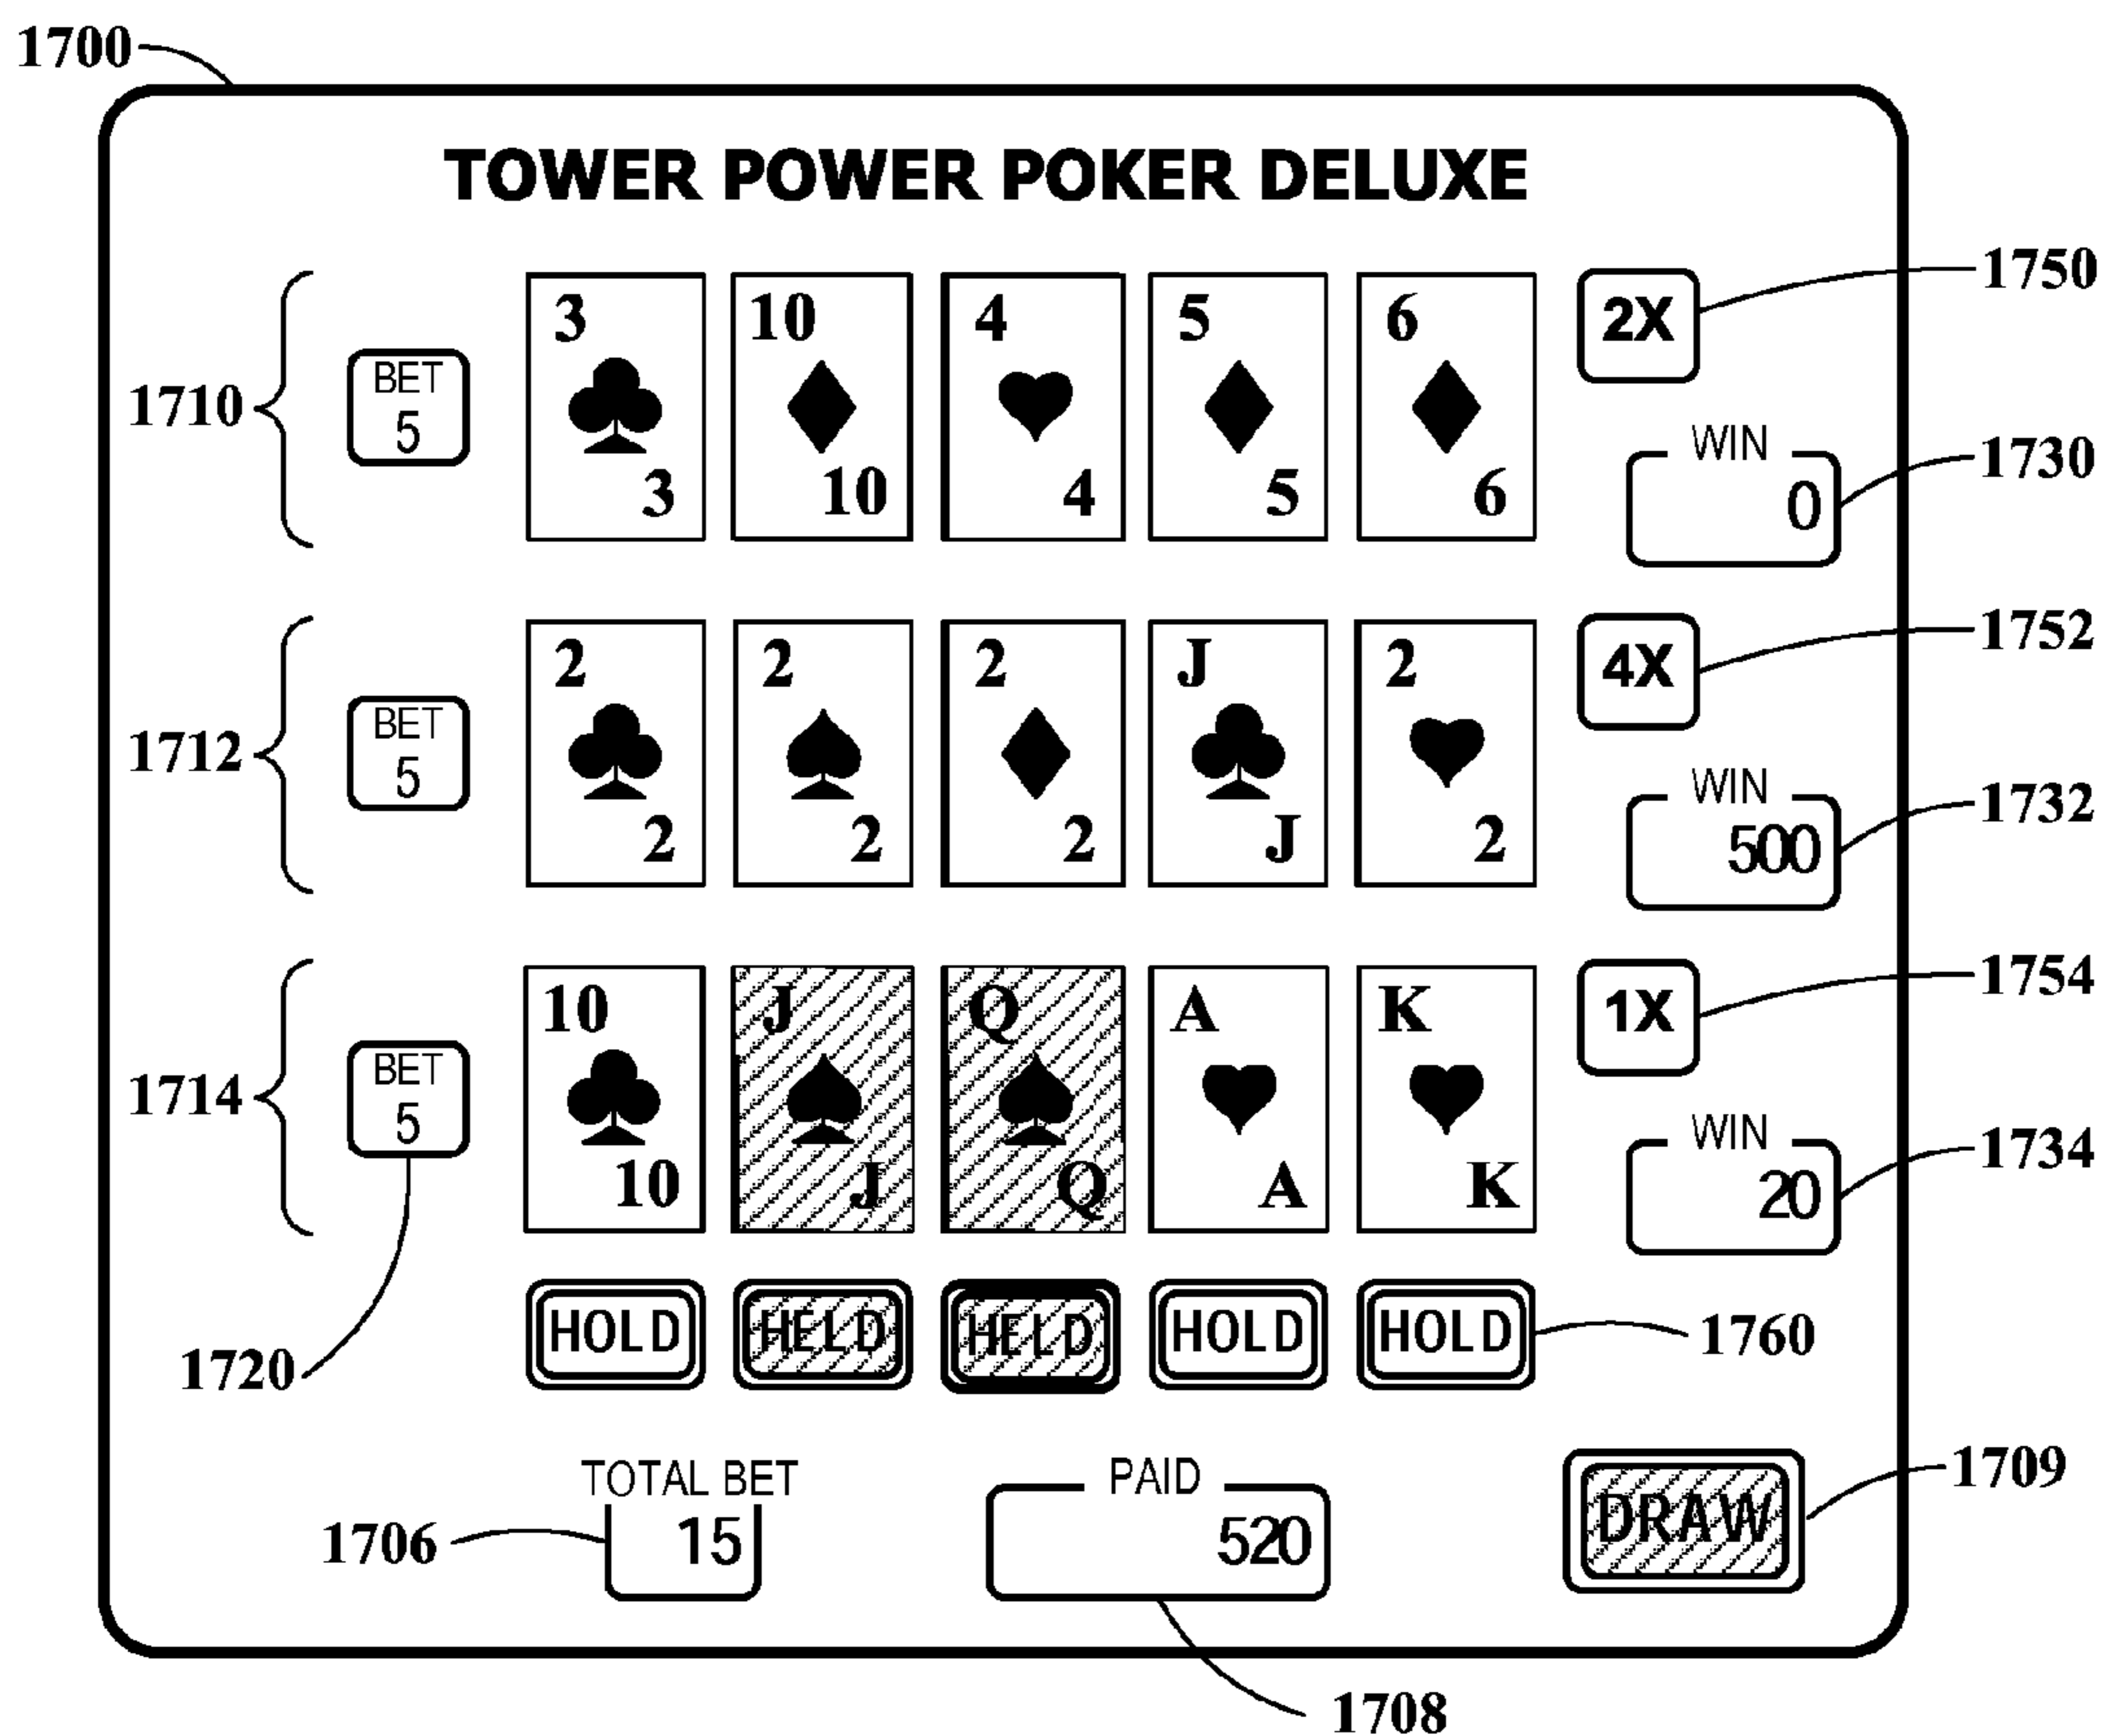 1700
TOWER POWER POKER DELUXE
3 10 4 5 6 2X 1750
1710 BET 5
WIN 0 1730
3 10 4 5 6
2 2 2 J 2 4X 1752
1712 BET 5
WIN 500 1732
2 2 2 J 2
10 J Q A K 1X 1754
1714 BET 5
WIN 20 1734
10 J Q A K
1720 HOLD HELD HELD HOLD HOLD 1760
TOTAL BET PAID DRAW 1709
1706 15 520
1708